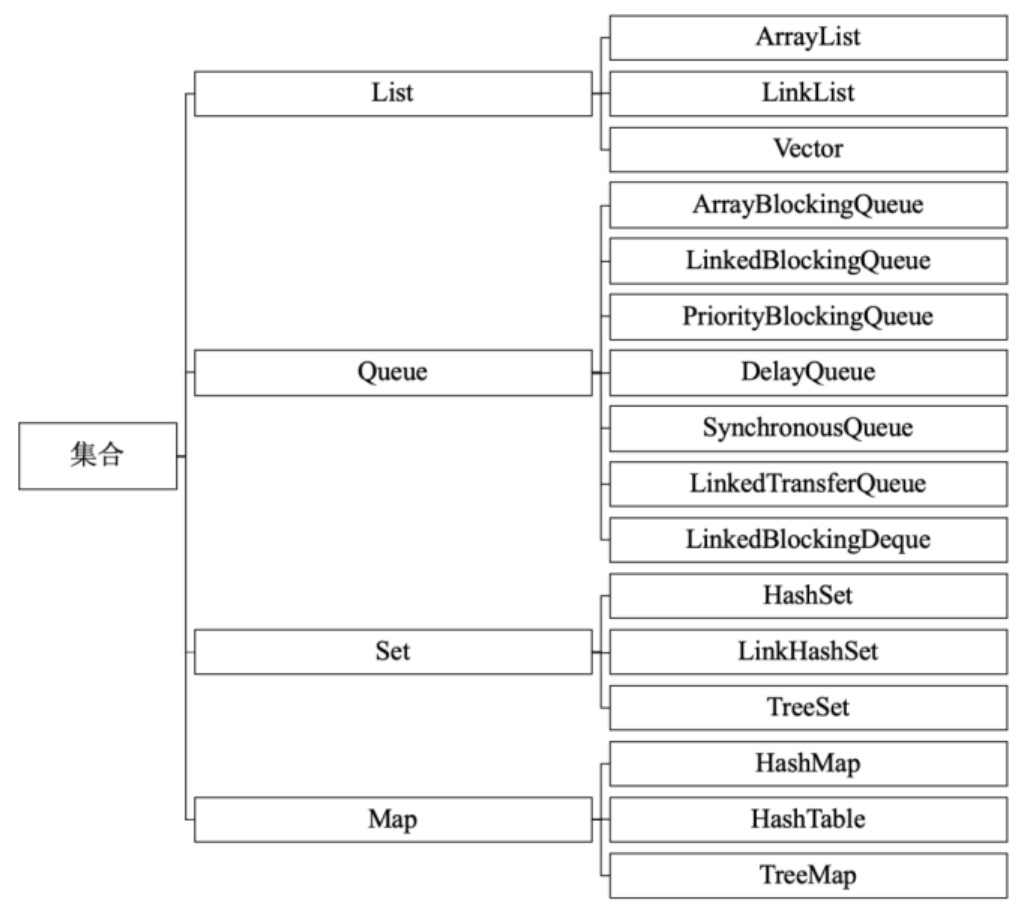 集合
List
ArrayList
LinkList
Vector
Queue
ArrayBlockingQueue
LinkedBlockingQueue
PriorityBlockingQueue
DelayQueue
SynchronousQueue
LinkedTransferQueue
LinkedBlockingDeque
Set
HashSet
LinkHashSet
TreeSet
Map
HashMap
HashTable
TreeMap